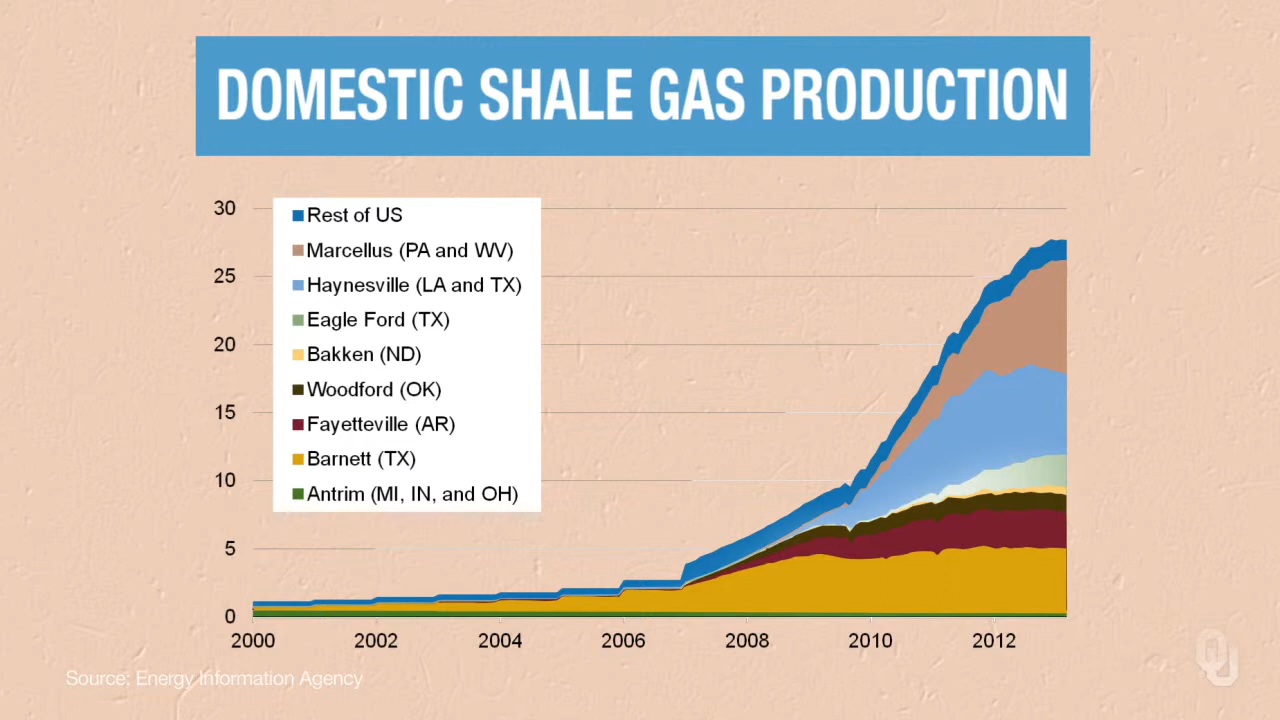 DOMESTIC SHALE GAS PRODUCTION
30
25
20
15
10
5
0
Rest of US
Marcellus (PA and WV)
Haynesville (LA and TX)
Eagle Ford (TX)
Bakken (ND)
Woodford (OK)
Fayetteville (AR)
Barnett (TX)
Antrim (MI, IN, and OH)
2000 2002 2004 2006 2008 2010 2012
Source: Energy Information Agency
OU